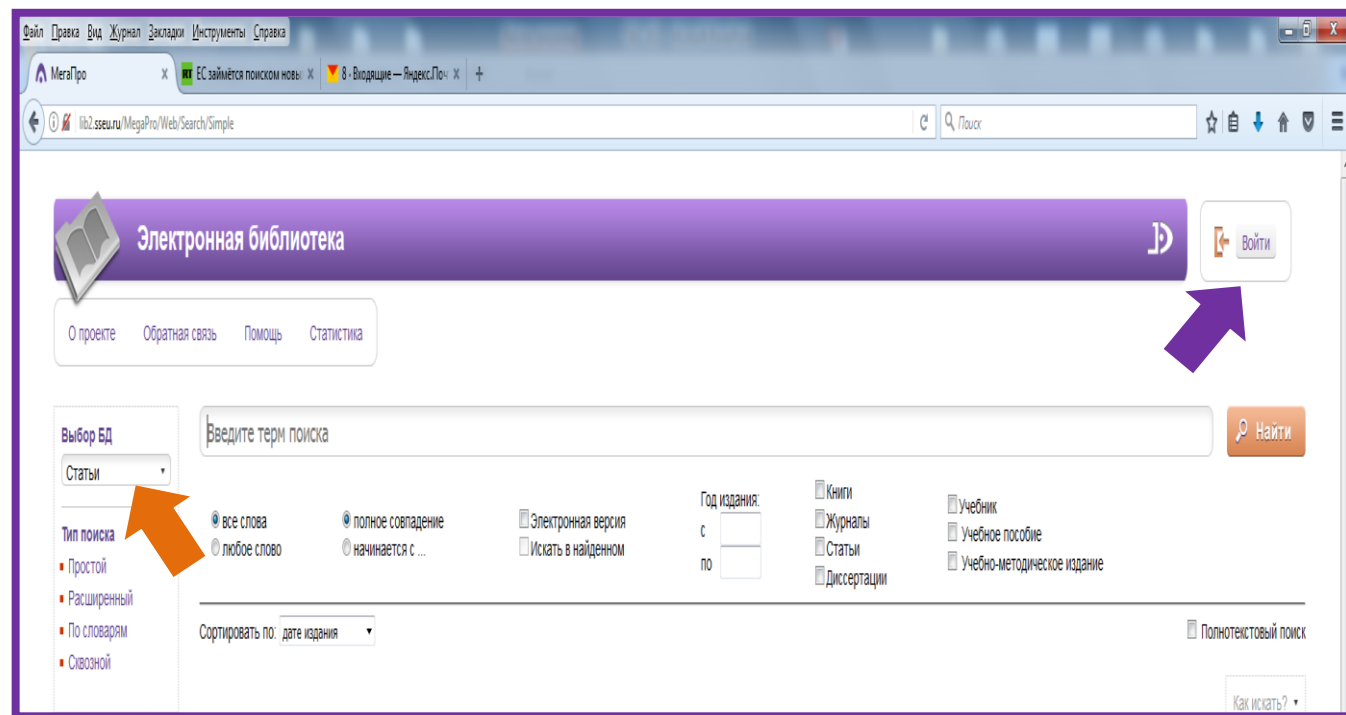 Файл Правка Вид Журнал Закладки Инструменты Справка
МегаПро
RT ЕС займётся поиском новы
8 · Входящие — Яндекс.Поч
lib2.sseu.ru/MegaPro/Web/Search/Simple
Поиск
Электронная библиотека
Войти
О проекте Обратная связь Помощь Статистика
Выбор БД
Статьи
Тип поиска
Простой
Расширенный
По словарям
Сквозной
Введите терм поиска
Найти
все слова
любое слово
полное совпадение
начинается с ...
Электронная версия
Искать в найденном
Год издания:
с
по
Книги
Журналы
Статьи
Диссертации
Учебник
Учебное пособие
Учебно-методическое издание
Сортировать по: дате издания
Полнотекстовый поиск
Как искать?